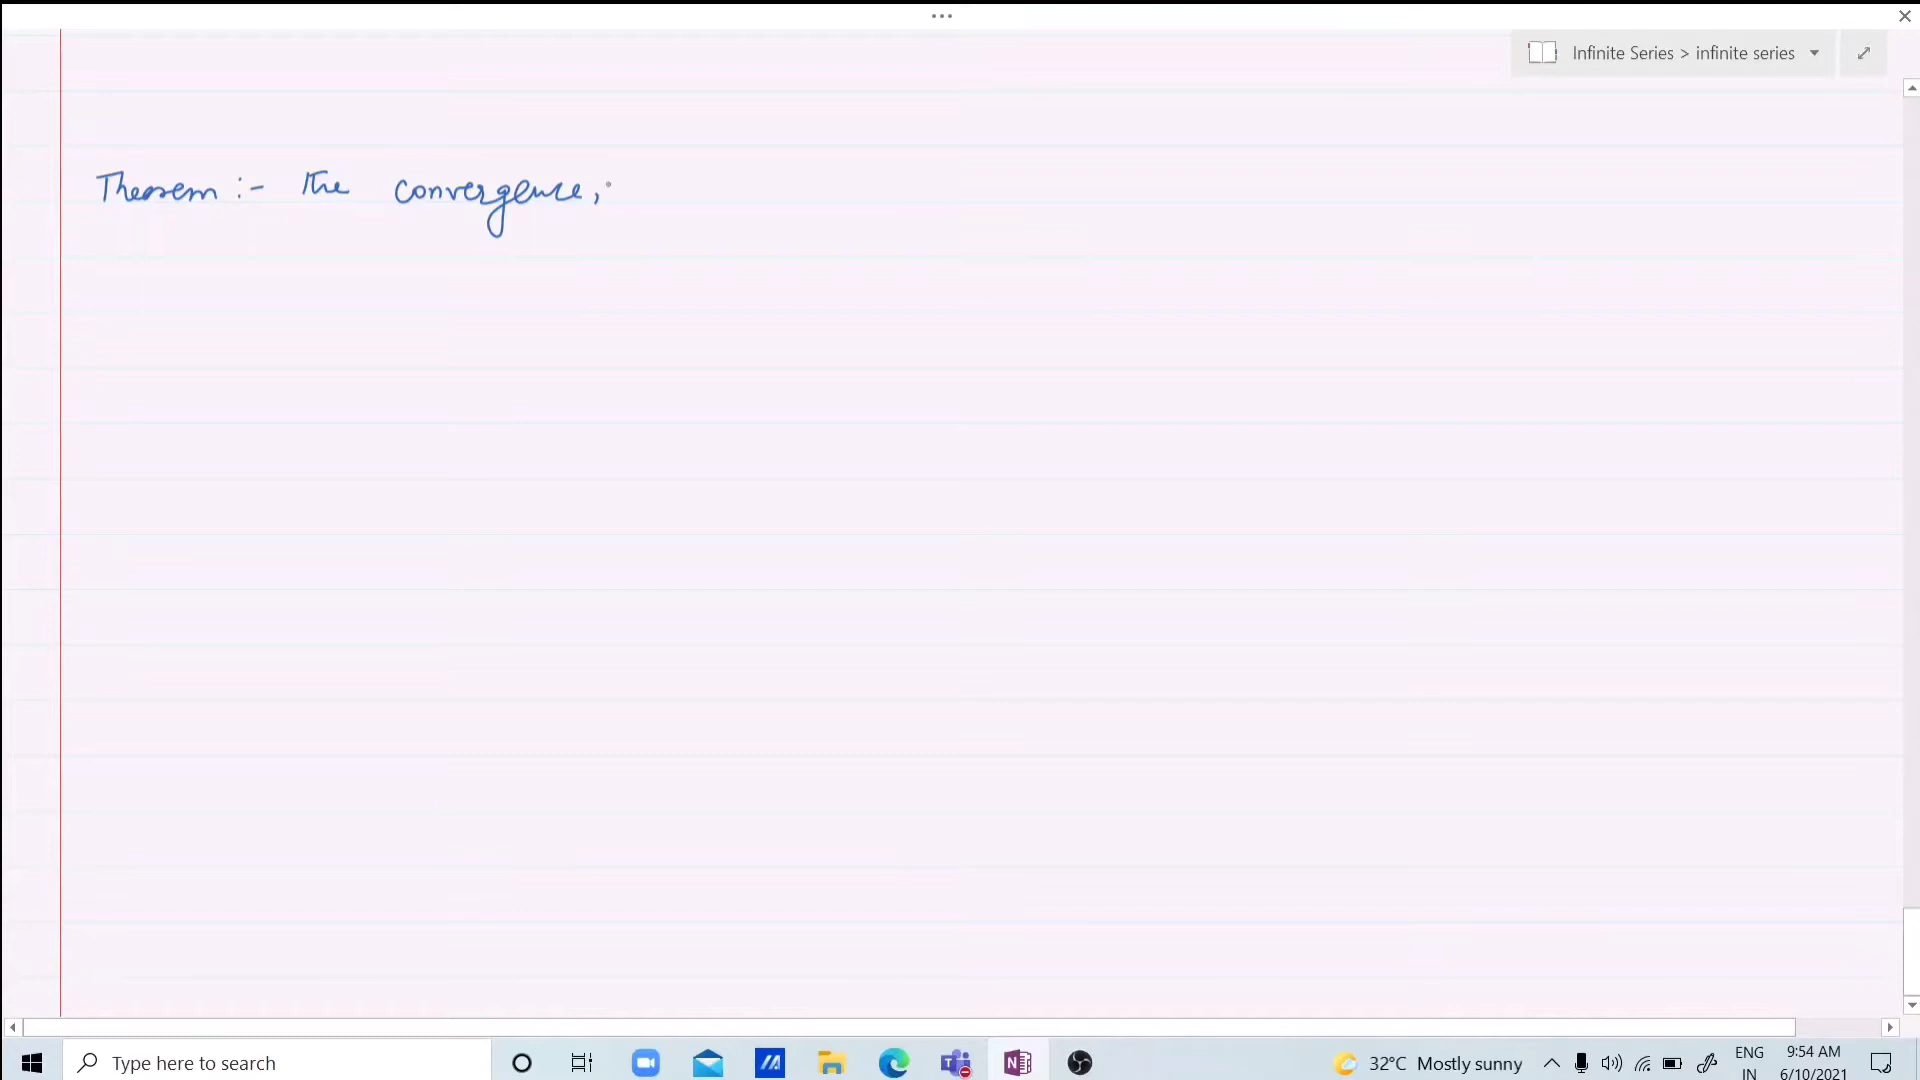 Infinite Series > infinite series
Theorem :- the convergence,
Type here to search
32°C Mostly sunny
ENG
IN
9:54 AM
6/10/2021